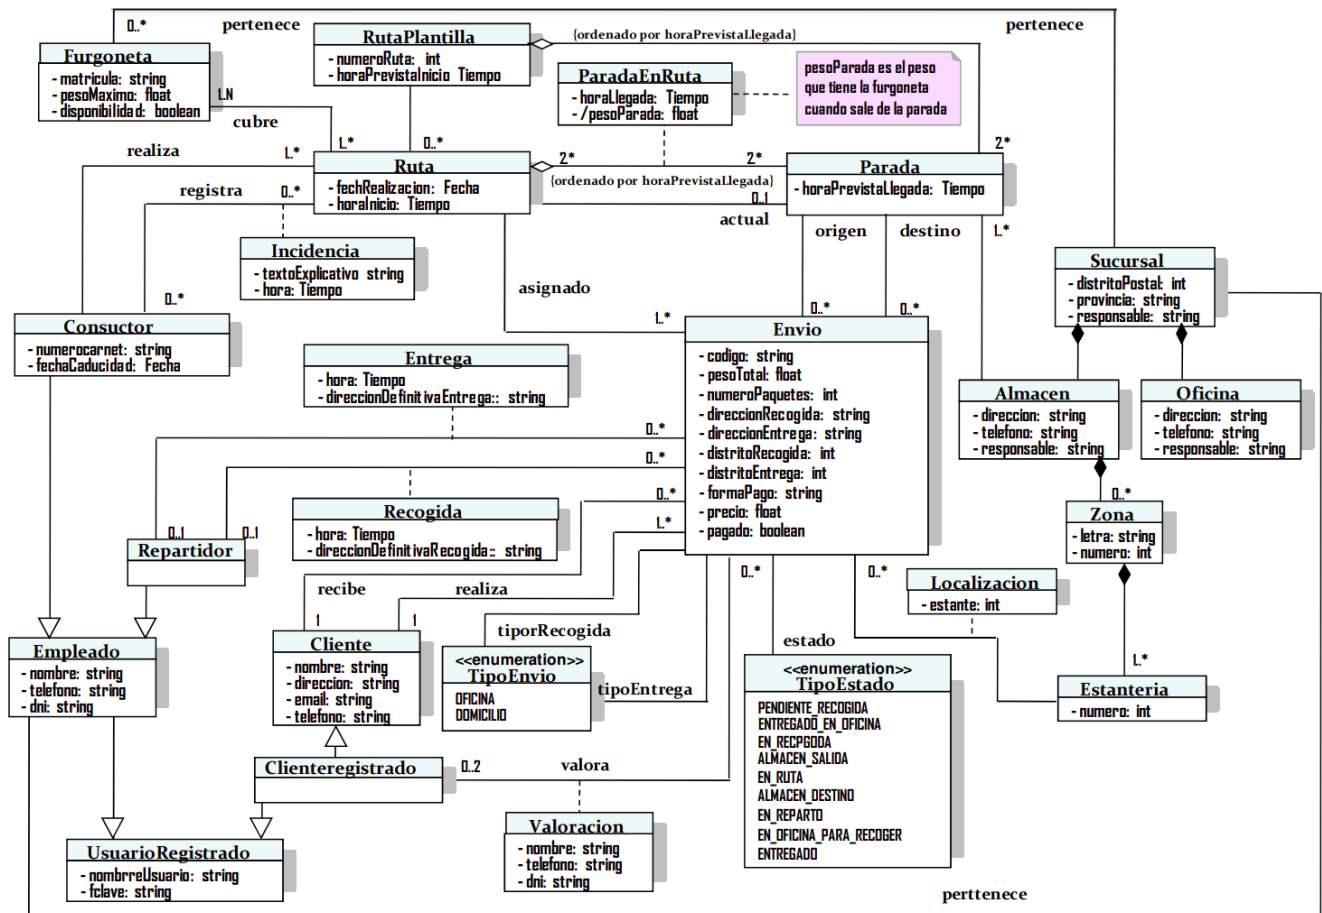 0..*
pertenece
pertenece
Furgoneta
- matricula: string
- pesoMaximo: float
- disponibilidad: boolean
1..N
cubre
RutaPlantilla
- numeroRuta: int
- horaPrevistaInicio Tiempo
{ordenado por horaPrevistaLlegada}
ParadaEnRuta
- horaLlegada: Tiempo
- /pesoParada: float
pesoParada es el peso
que tiene la furgoneta
cuando sale de la parada
realiza
1..*
1..*
0..*
Ruta
- fechRealizacion: Fecha
- horaInicio: Tiempo
2*
2*
2*
{ordenado por horaPrevistaLlegada}
Parada
- horaPrevistaLlegada: Tiempo
0..1
actual
registra
0..*
Incidencia
- textoExplicativo string
- hora: Tiempo
0..*
origen
destino
1..*
Sucursal
- distritoPostal: int
- provincia: string
- responsable: string
asignado
1..*
0..*
0..*
Consuctor
- numerocarnet: string
- fechaCaducidad: Fecha
Envio
- codigo: string
- pesoTotal: float
- numeroPaquetes: int
- direccionRecogida: string
- direccionEntrega: string
- distritoRecogida: int
- distritoEntrega: int
- formaPago: string
- precio: float
- pagado: boolean
Entrega
- hora: Tiempo
- direccionDefinitivaEntrega:: string
Almacen
- direccion: string
- telefono: string
- responsable: string
Oficina
- direccion: string
- telefono: string
- responsable: string
0..*
0..*
0..*
1..*
Recogida
- hora: Tiempo
- direccionDefinitivaRecogida:: string
0..1
0..1
Repartidor
0..*
Zona
- letra: string
- numero: int
recibe
realiza
1
1
0..*
0..*
Localizacion
- estante: int
Empleado
- nombre: string
- telefono: string
- dni: string
Cliente
- nombre: string
- direccion: string
- email: string
- telefono: string
tiporRecogida
<<enumeration>>
TipoEnvio
OFICINA
DOMICILIO
tipoEntrega
estado
<<enumeration>>
TipoEstado
PENDIENTE_RECOGIDA
ENTREGADO_EN_OFICINA
EN_RECPGODA
ALMACEN_SALIDA
EN_RUTA
ALMACEN_DESTINO
EN_REPARTO
EN_OFICINA_PARA_RECOGER
ENTREGADO
1..*
Estanteria
- numero: int
Clienteregistrado
0..2
valora
Valoracion
- nombre: string
- telefono: string
- dni: string
UsuarioRegistrado
- nombrreUsuario: string
- fclave: string
perttenece